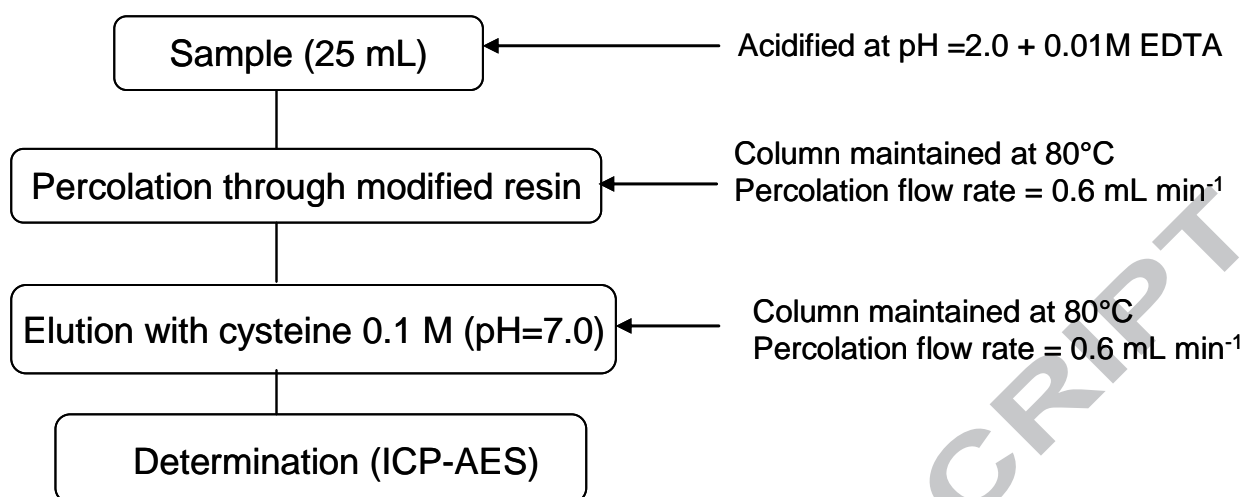 Sample (25 mL)
Acidified at pH =2.0 + 0.01M EDTA
Percolation through modified resin
Column maintained at 80°C
Percolation flow rate = 0.6 mL min-1
Elution with cysteine 0.1 M (pH=7.0)
Column maintained at 80°C
Percolation flow rate = 0.6 mL min-1
Determination (ICP-AES)
CRIPT